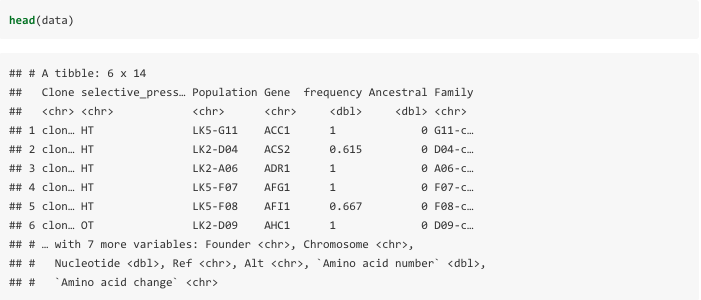 head(data)
## # A tibble: 6 x 14
##   Clone selective_press… Population Gene  frequency Ancestral Family
##   <chr> <chr>            <chr>      <chr>     <dbl>     <dbl> <chr>
## 1 clon… HT               LK5-G11    ACC1      1             0 G11-c…
## 2 clon… HT               LK2-D04    ACS2      0.615         0 D04-c…
## 3 clon… HT               LK2-A06    ADR1      1             0 A06-c…
## 4 clon… HT               LK5-F07    AFG1      1             0 F07-c…
## 5 clon… HT               LK5-F08    AFI1      0.667         0 F08-c…
## 6 clon… OT               LK2-D09    AHC1      1             0 D09-c…
## # … with 7 more variables: Founder <chr>, Chromosome <chr>,
## #   Nucleotide <dbl>, Ref <chr>, Alt <chr>, `Amino acid number` <dbl>,
## #   `Amino acid change` <chr>